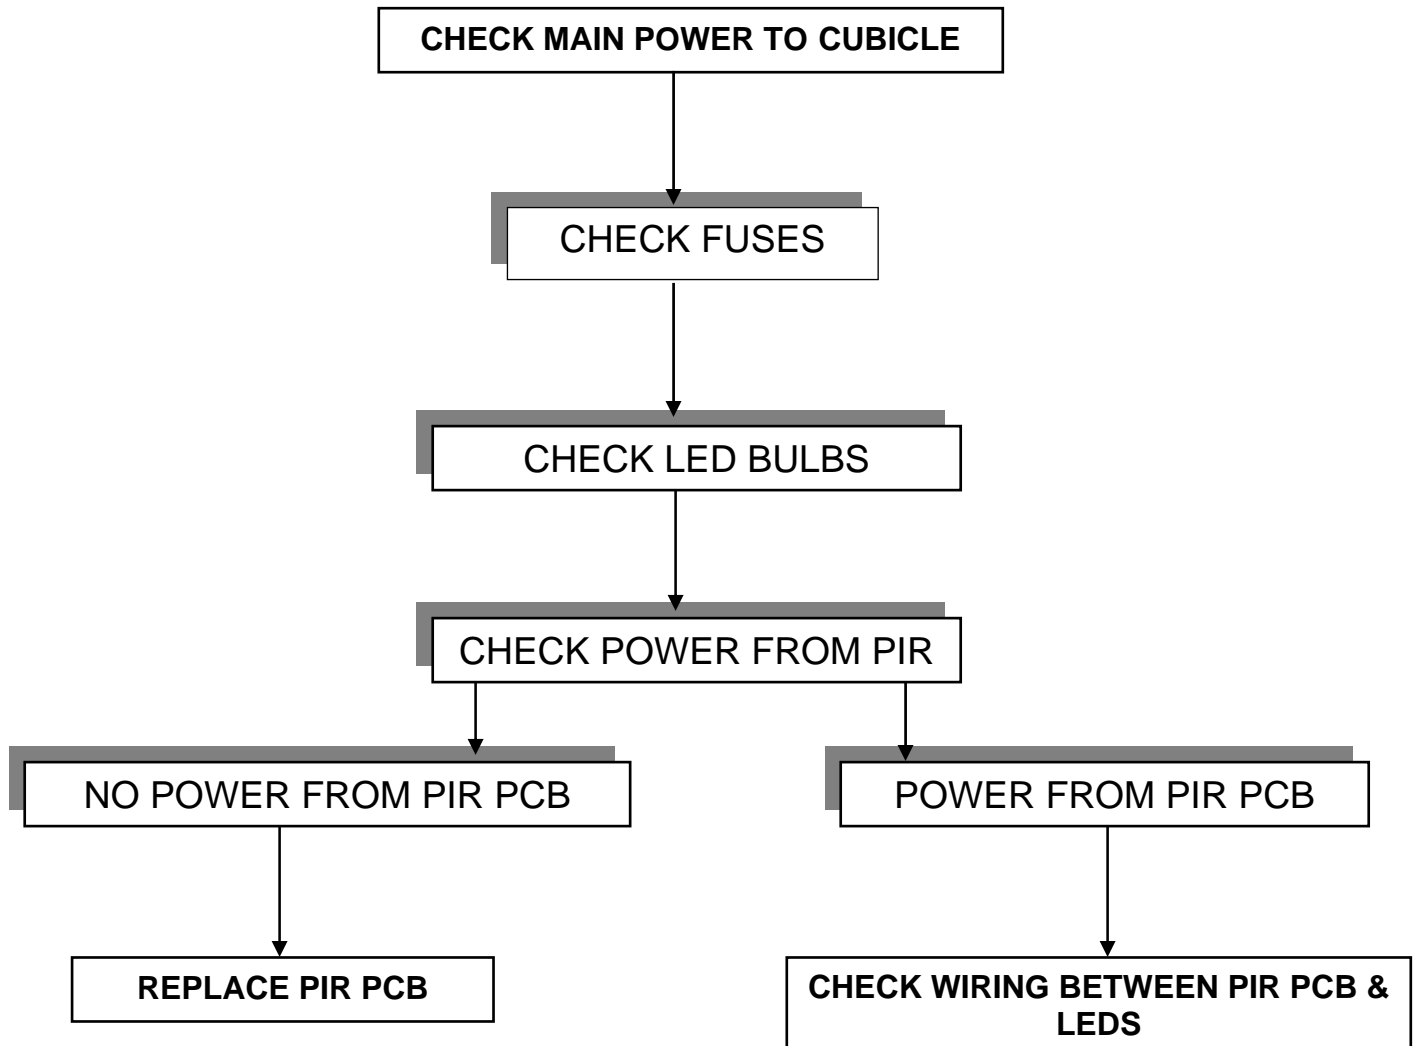 CHECK MAIN POWER TO CUBICLE
CHECK FUSES
CHECK LED BULBS
CHECK POWER FROM PIR
NO POWER FROM PIR PCB
POWER FROM PIR PCB
REPLACE PIR PCB
CHECK WIRING BETWEEN PIR PCB &
LEDS